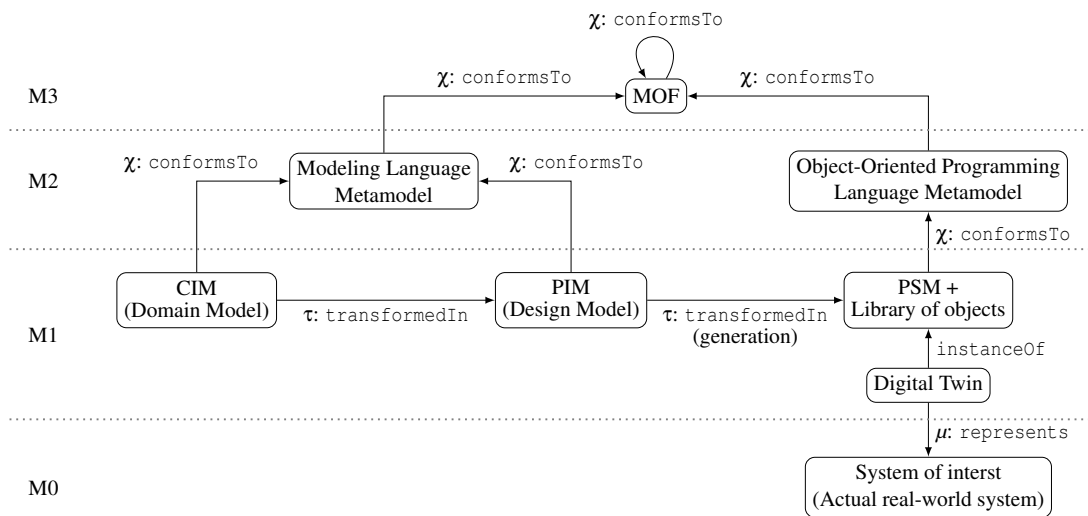 χ: conformsTo
χ: conformsTo
χ: conformsTo
M3
MOF
χ: conformsTo
Modeling Language
Metamodel
χ: conformsTo
Object-Oriented Programming
Language Metamodel
M2
χ: conformsTo
CIM
(Domain Model)
PIM
(Design Model)
PSM +
Library of objects
τ: transformedIn
τ: transformedIn
(generation)
M1
instanceOf
Digital Twin
μ: represents
System of interst
(Actual real-world system)
M0